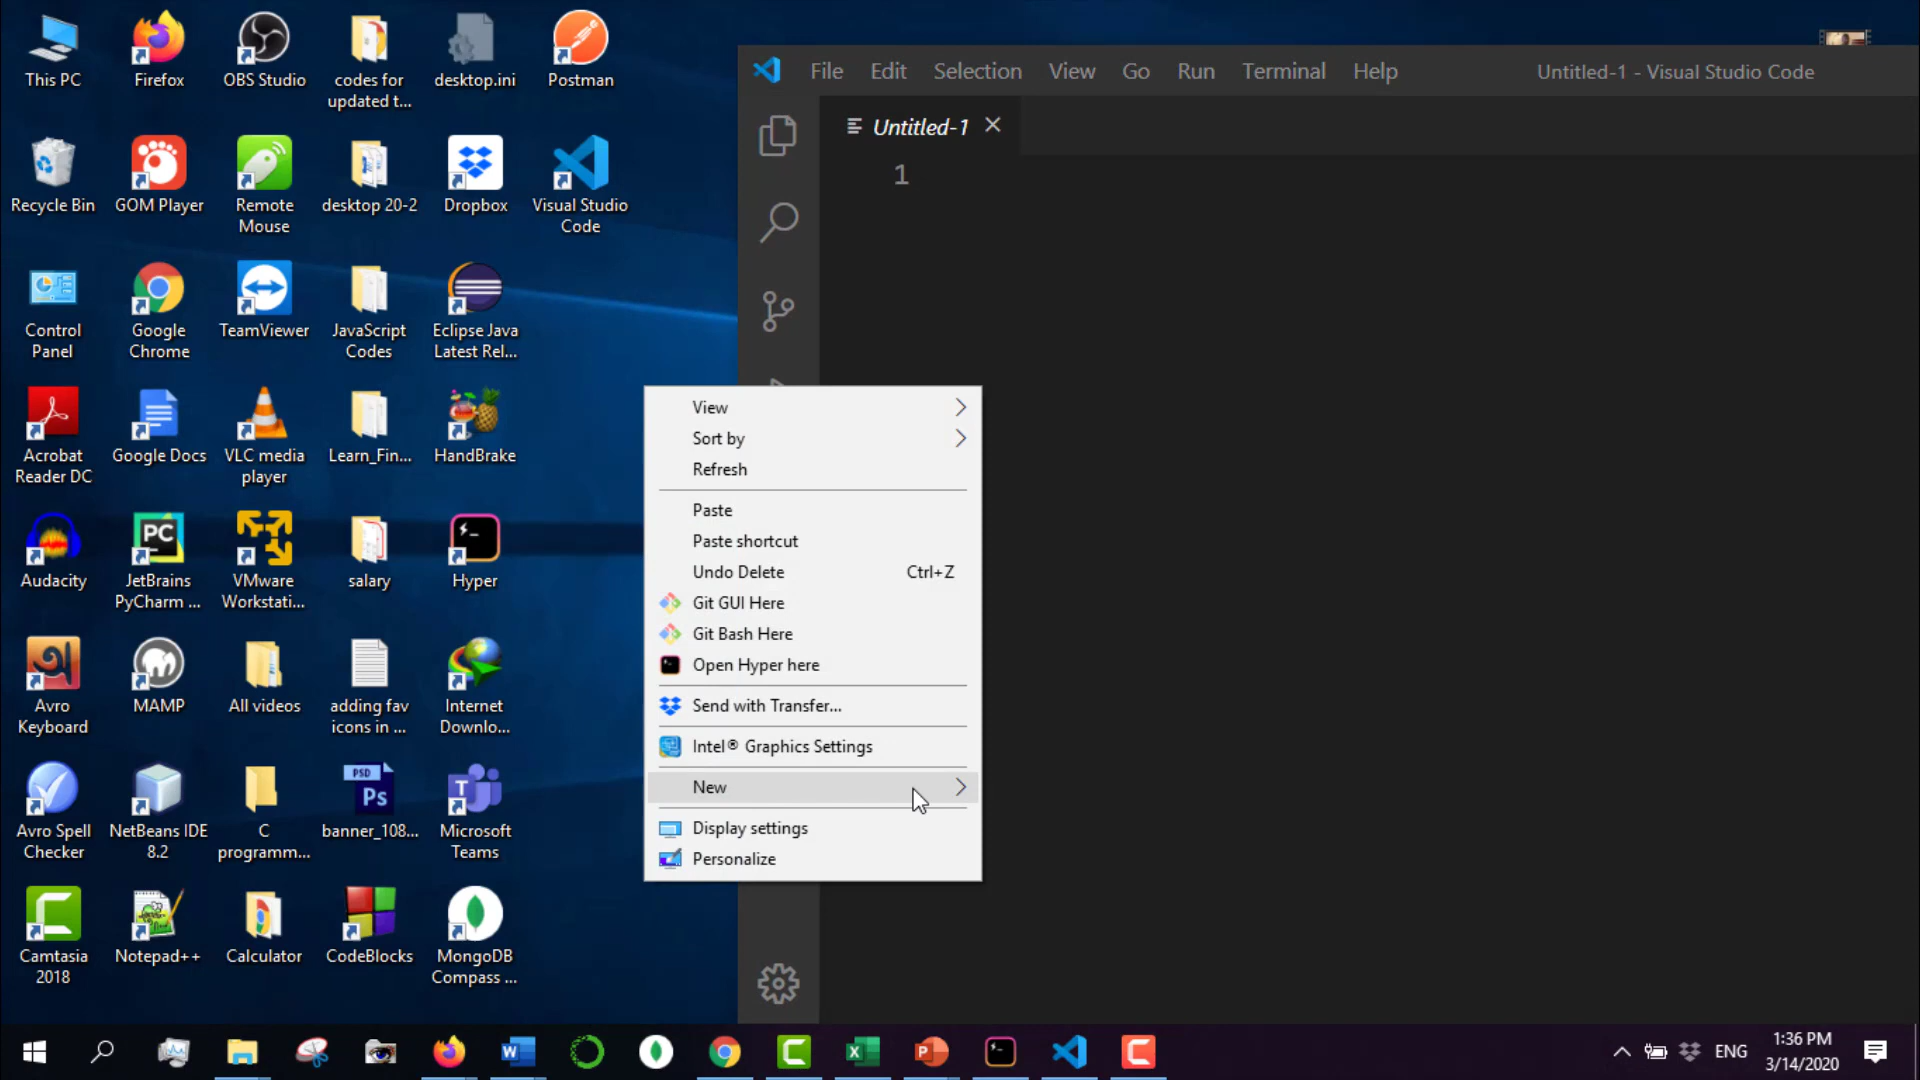 This PC
Firefox
OBS Studio
codes for
updated t...
desktop.ini
Postman
Recycle Bin
GOM Player
Remote
Mouse
desktop 20-2
Dropbox
Visual Studio
Code
Control
Panel
Google
Chrome
TeamViewer
JavaScript
Codes
Eclipse Java
Latest Rel...
Acrobat
Reader DC
Google Docs
VLC media
player
Learn_Fin...
HandBrake
Audacity
PC
JetBrains
PyCharm ...
VMware
Workstati...
salary
Hyper
Avro
Keyboard
MAMP
All videos
adding fav
icons in ...
Internet
Downlo...
Avro Spell
Checker
NetBeans IDE
8.2
C
programm...
PSD
Ps
banner_108...
T
Microsoft
Teams
Camtasia
2018
Notepad++
Calculator
CodeBlocks
MongoDB
Compass ...
File Edit Selection View Go Run Terminal Help
Untitled-1 - Visual Studio Code
Untitled-1
1
View
Sort by
Refresh
Paste
Paste shortcut
Undo Delete Ctrl+Z
Git GUI Here
Git Bash Here
Open Hyper here
Send with Transfer...
Intel® Graphics Settings
New
Display settings
Personalize
ENG
1:36 PM
3/14/2020